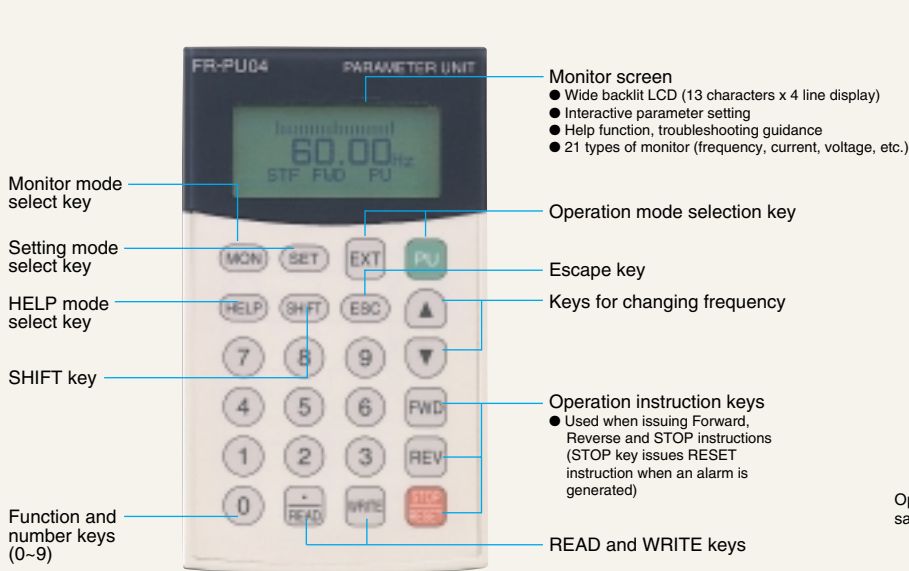 FR-PU04 PARAMETER UNIT
60.00Hz
STF FWD PU
Monitor screen
● Wide backlit LCD (13 characters x 4 line display)
● Interactive parameter setting
● Help function, troubleshooting guidance
● 21 types of monitor (frequency, current, voltage, etc.)
Monitor mode
select key
Operation mode selection key
Setting mode
select key
Escape key
HELP mode
select key
Keys for changing frequency
SHIFT key
MON SET EXT PU
HELP SHIFT ESC ▲
7 8 9 ▼
4 5 6 FWD
1 2 3 REV
0 · READ WRITE STOP
RESET
Operation instruction keys
● Used when issuing Forward,
Reverse and STOP instructions
(STOP key issues RESET
instruction when an alarm is
generated)
Function and
number keys
(0~9)
READ and WRITE keys